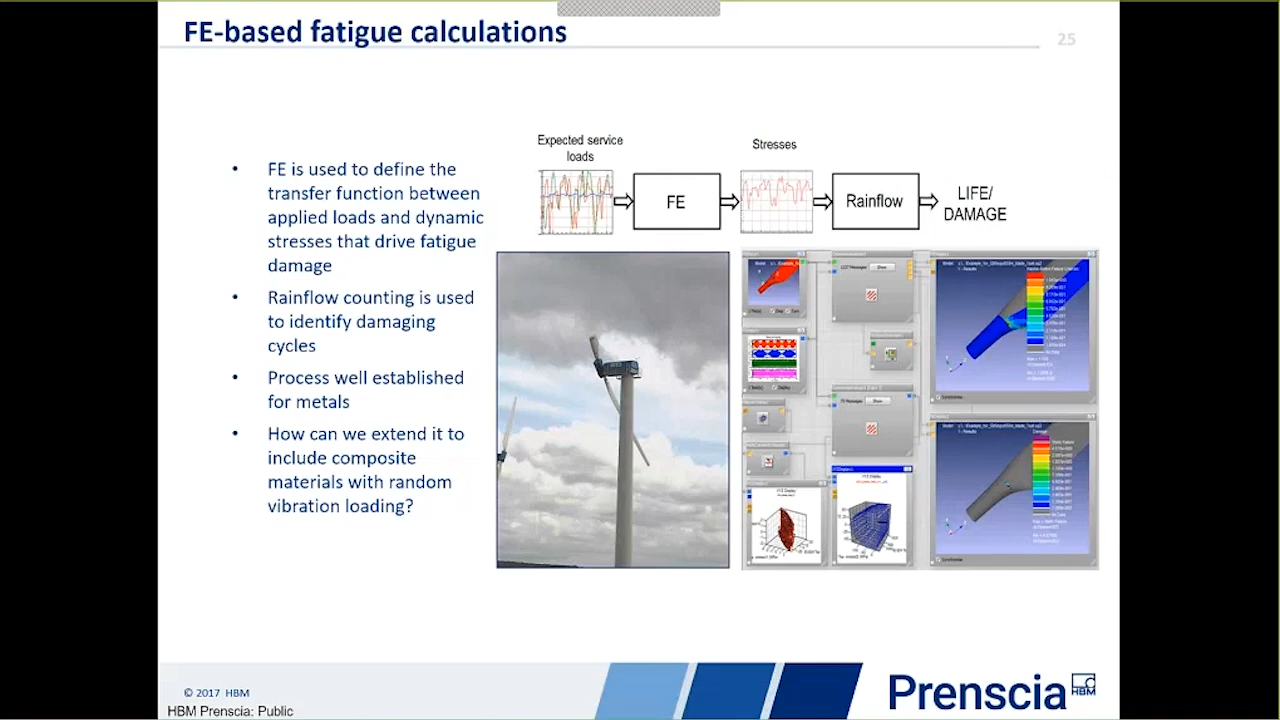 FE-based fatigue calculations
25
• FE is used to define the
transfer function between
applied loads and dynamic
stresses that drive fatigue
damage
• Rainflow counting is used
to identify damaging
cycles
• Process well established
for metals
• How can we extend it to
include composite
materials with random
vibration loading?
Expected service
loads
Stresses
FE
Rainflow
LIFE/
DAMAGE
Show
Show
© 2017 HBM
HBM Prenscia: Public
Prenscia
HBM